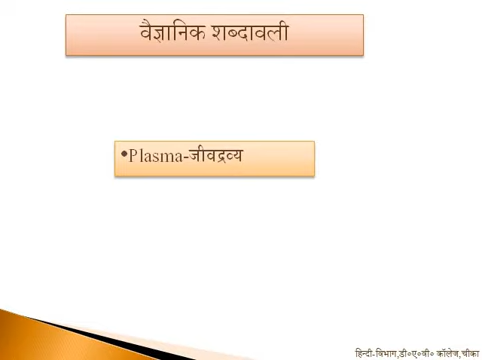 वैज्ञानिक शब्दावली
•Plasma-जीवद्रव्य
हिन्दी-विभाग,डी०ए०वी० कॉलेज,चीका